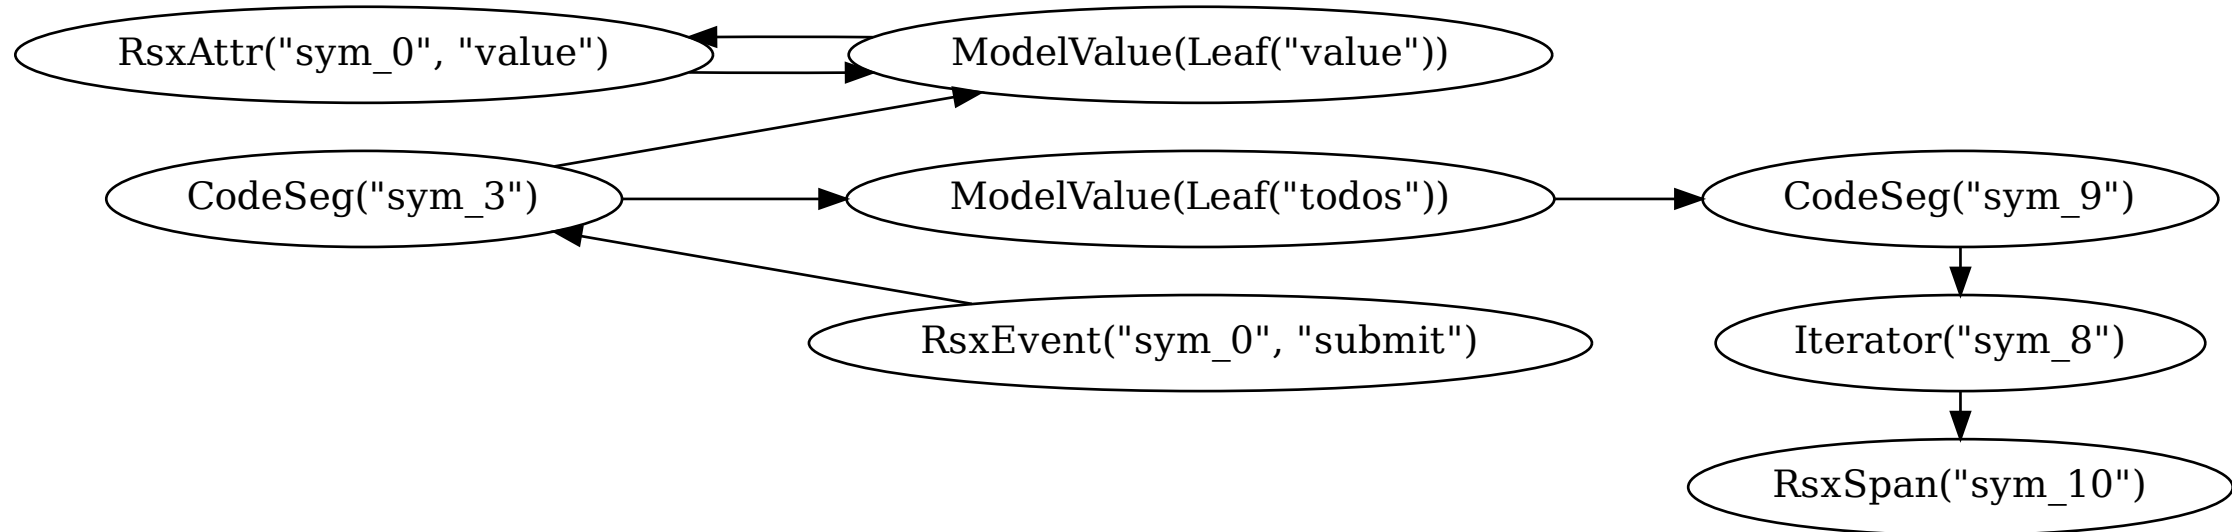 RsxAttr("sym_0", "value")
ModelValue(Leaf("value"))
CodeSeg("sym_3")
ModelValue(Leaf("todos"))
CodeSeg("sym_9")
RsxEvent("sym_0", "submit")
Iterator("sym_8")
RsxSpan("sym_10")